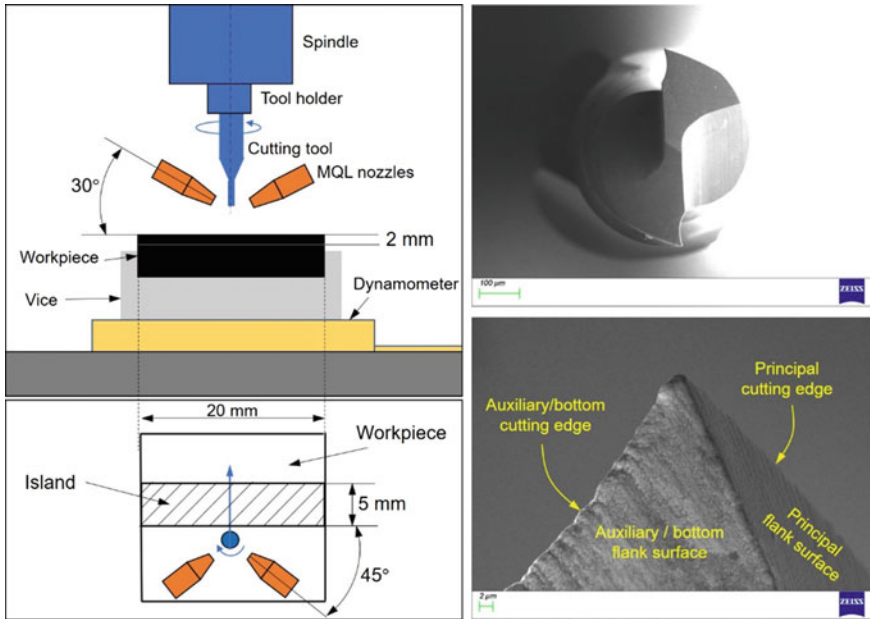 Spindle
Tool holder
Cutting tool
MQL nozzles
30°
2 mm
Workpiece
Vice
Dynamometer
20 mm
Workpiece
Island
5 mm
45°
100 µm
ZEISS
Principal
cutting edge
Auxiliary/bottom
cutting edge
Auxiliary / bottom
flank surface
Principal
flank surface
2 µm
ZEISS